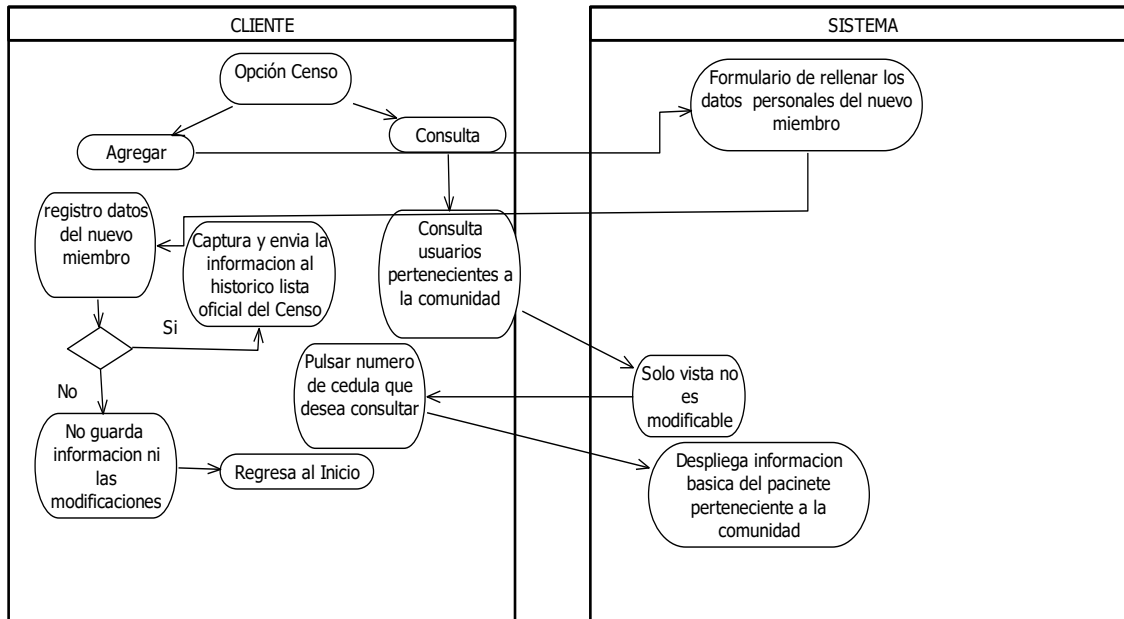 CLIENTE
SISTEMA
Opción Censo
Agregar
Consulta
Formulario de rellenar los
datos personales del nuevo
miembro
registro datos
del nuevo
miembro
Captura y envia la
informacion al
historico lista
oficial del Censo
Consulta
usuarios
pertenecientes a
la comunidad
Si
No
Pulsar numero
de cedula que
desea consultar
Solo vista no
es
modificable
No guarda
informacion ni
las
modificaciones
Regresa al Inicio
Despliega informacion
basica del pacinete
perteneciente a la
comunidad